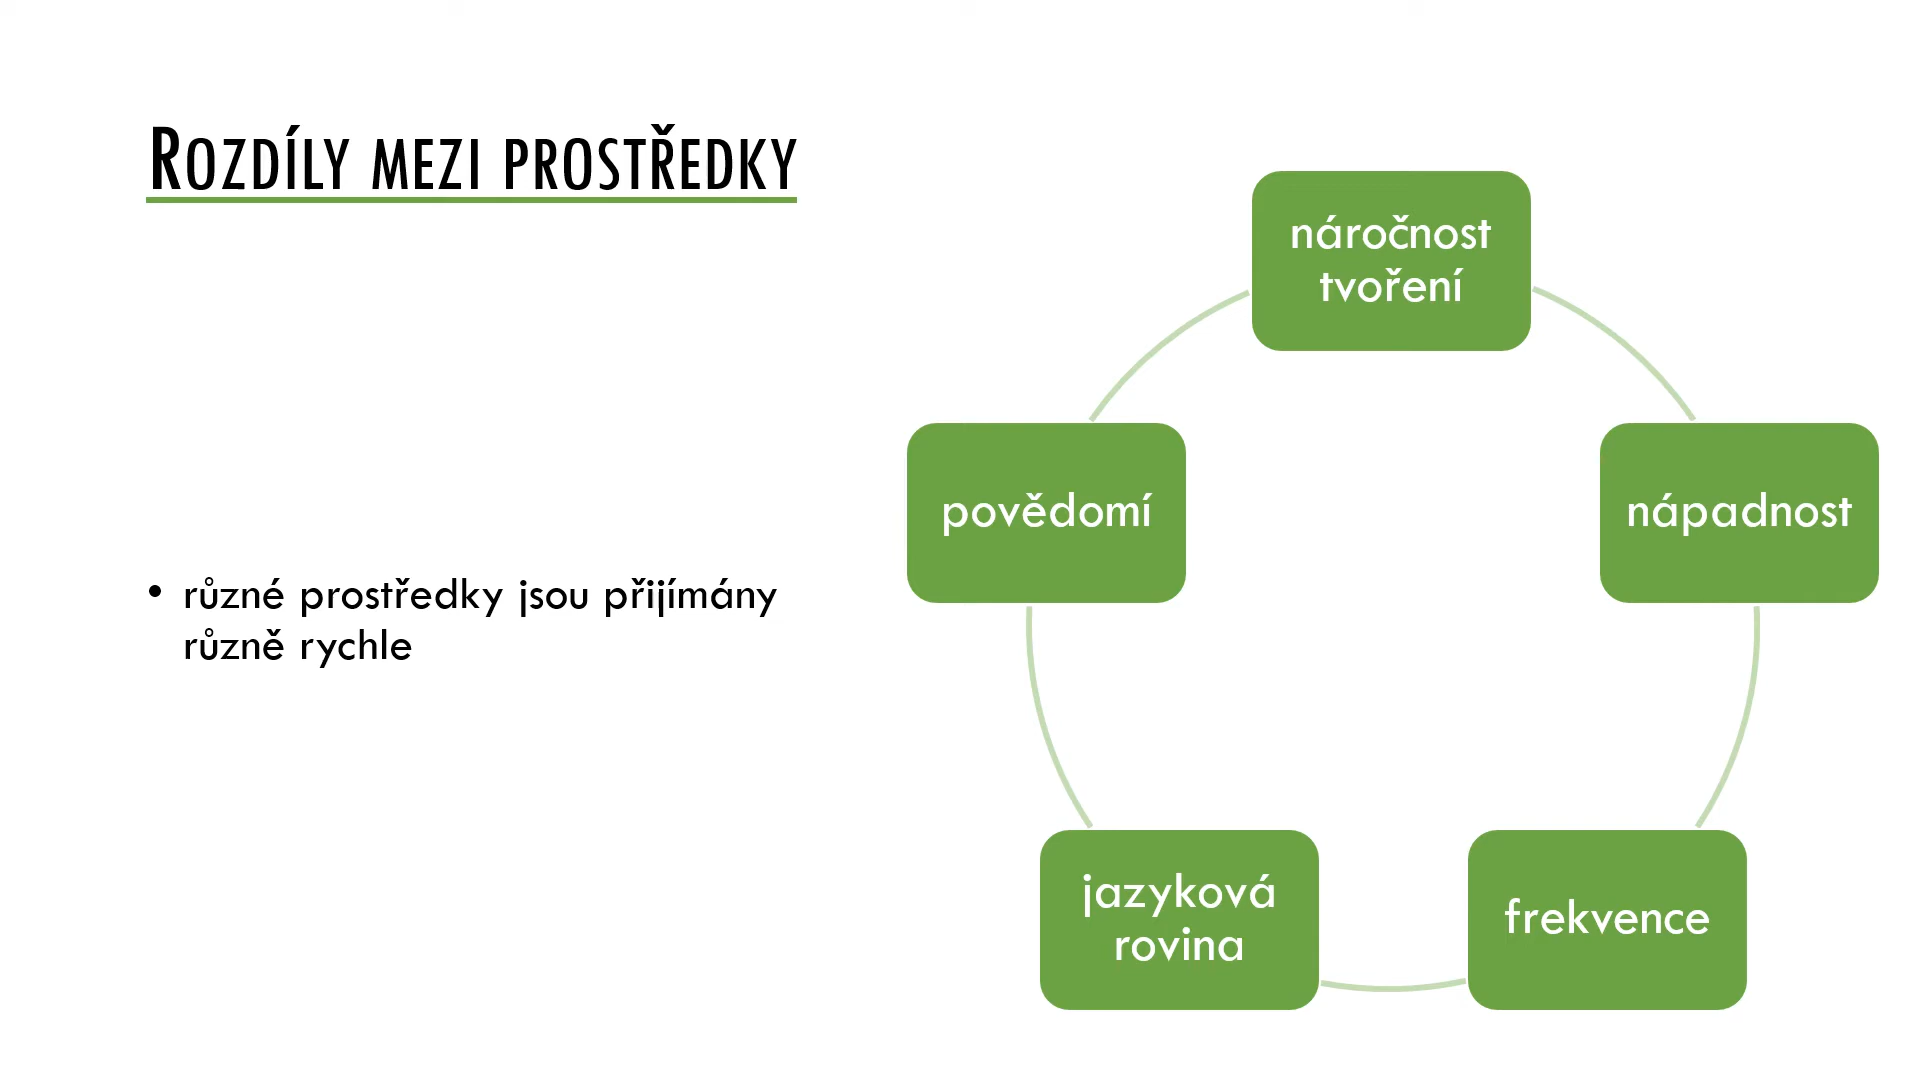 Rozdíly mezi prostředky
• různé prostředky jsou přijímány
různě rychle
náročnost
tvoření
nápadnost
frekvence
jazyková
rovina
povědomí